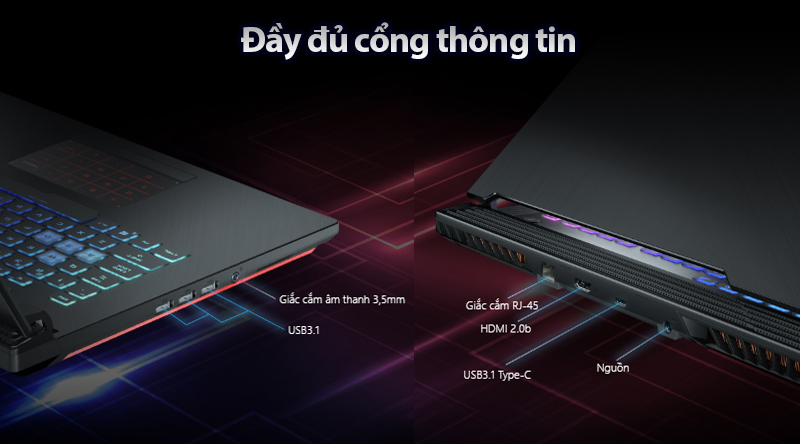 Đầy đủ cổng thông tin
Giắc cắm âm thanh 3,5mm
USB3.1
Giắc cắm RJ-45
HDMI 2.0b
USB3.1 Type-C
Nguồn